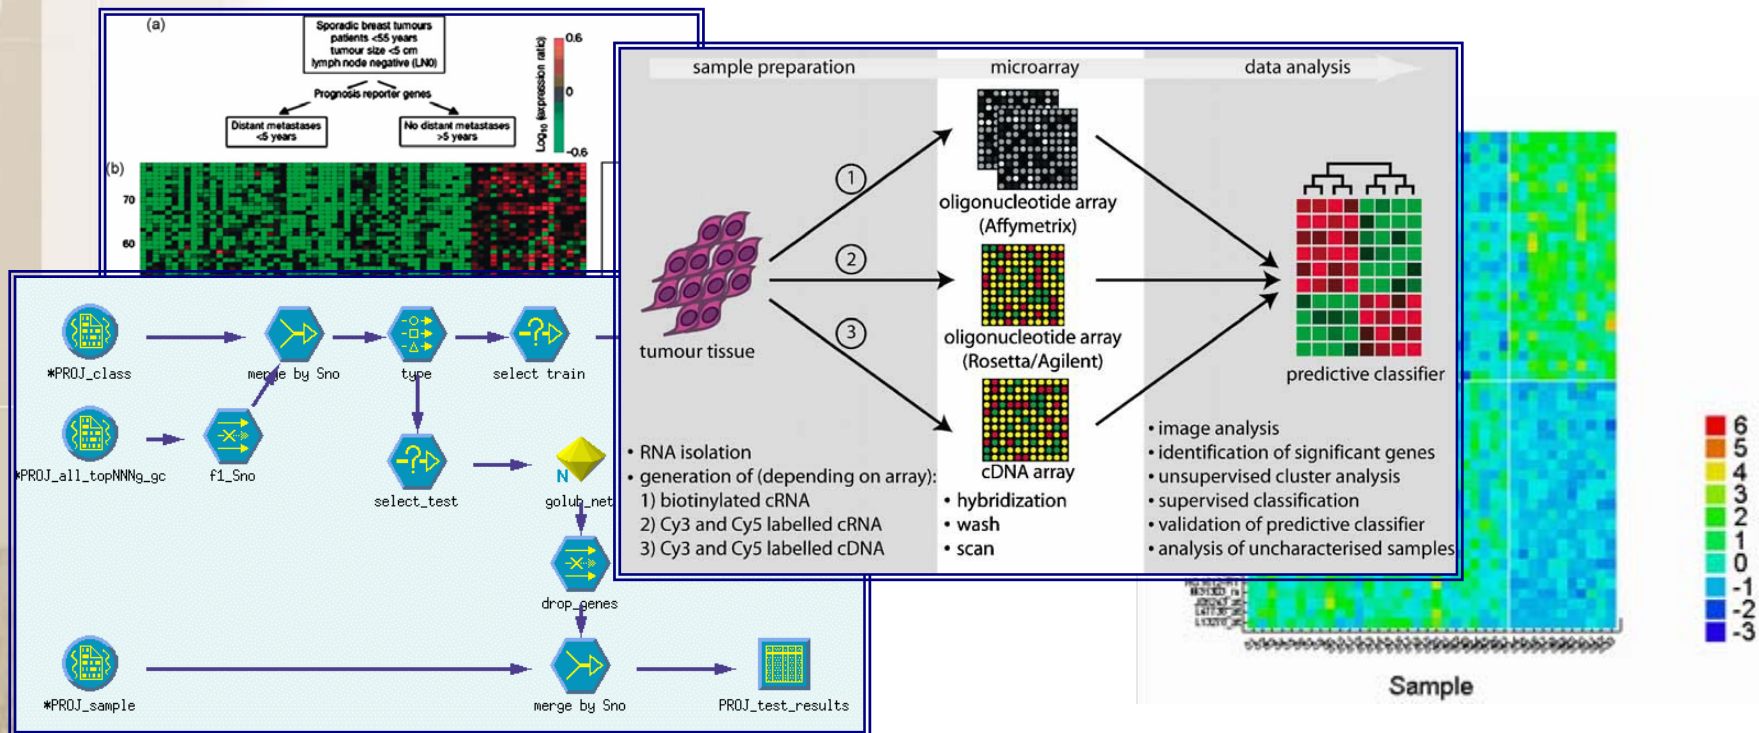 (a)
Sporadic breast tumours
patients <55 years
tumour size <5 cm
lymph node negative (LN0)
Prognosis reporter genes
Distant metastases
<5 years
No distant metastases
>5 years
Log10 (expression ratio)
0.6
0
-0.6
(b)
70
60
sample preparation
microarray
data analysis
1
2
3
tumour tissue
oligonucleotide array
(Affymetrix)
oligonucleotide array
(Rosetta/Agilent)
cDNA array
predictive classifier
• RNA isolation
• generation of (depending on array):
1) biotinylated cRNA
2) Cy3 and Cy5 labelled cRNA
3) Cy3 and Cy5 labelled cDNA
• hybridization
• wash
• scan
• image analysis
• identification of significant genes
• unsupervised cluster analysis
• supervised classification
• validation of predictive classifier
• analysis of uncharacterised samples
*PROJ_class
merge by Sno
type
select train
*PROJ_all_topNNNg_gc
f1_Sno
select_test
N
golub_net
drop_genes
*PROJ_sample
merge by Sno
PROJ_test_results
6
5
4
3
2
1
0
-1
-2
-3
Sample